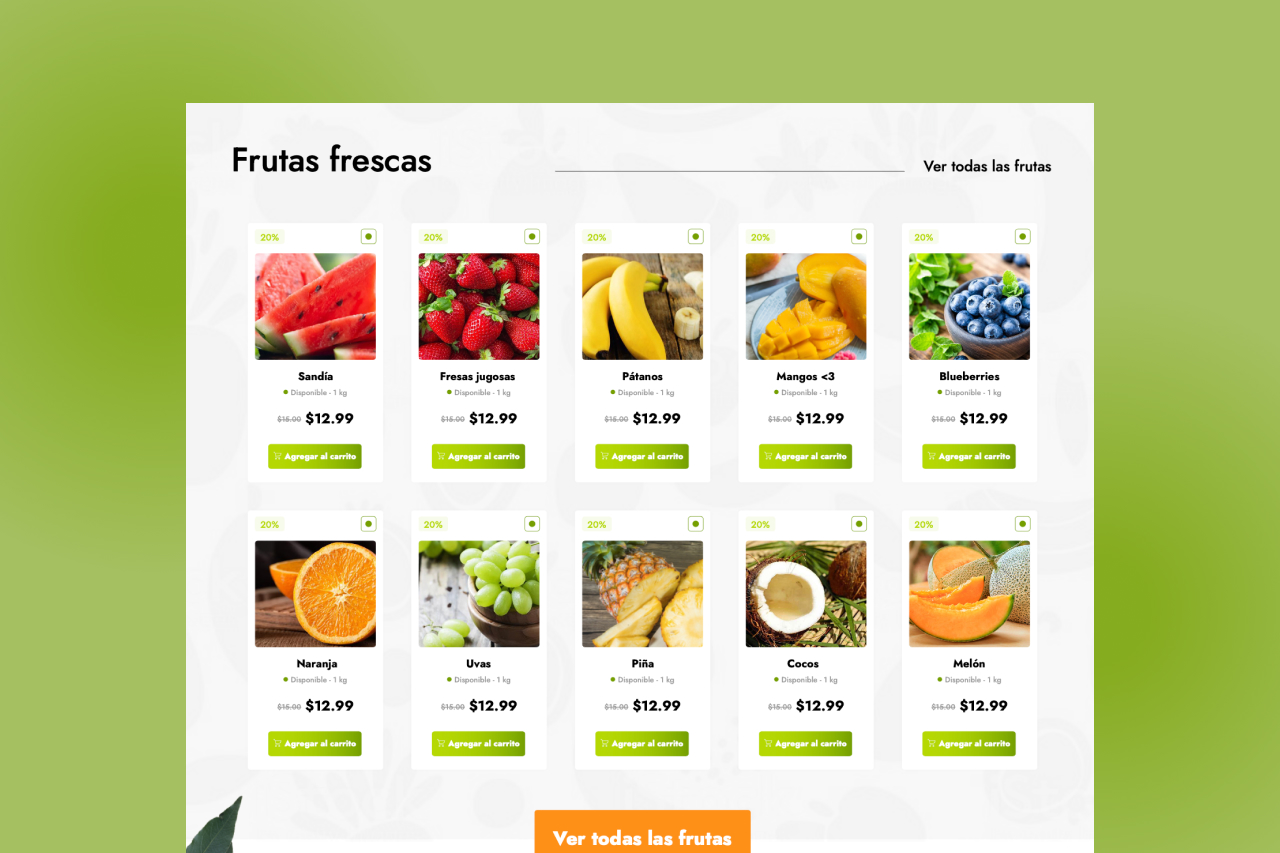 Frutas frescas
Ver todas las frutas
20%
Sandía
Disponible - 1 kg
$15.00 $12.99
Agregar al carrito
20%
Fresas jugosas
Disponible - 1 kg
$15.00 $12.99
Agregar al carrito
20%
Pátanos
Disponible - 1 kg
$15.00 $12.99
Agregar al carrito
20%
Mangos <3
Disponible - 1 kg
$15.00 $12.99
Agregar al carrito
20%
Blueberries
Disponible - 1 kg
$15.00 $12.99
Agregar al carrito
20%
Naranja
Disponible - 1 kg
$15.00 $12.99
Agregar al carrito
20%
Uvas
Disponible - 1 kg
$15.00 $12.99
Agregar al carrito
20%
Piña
Disponible - 1 kg
$15.00 $12.99
Agregar al carrito
20%
Cocos
Disponible - 1 kg
$15.00 $12.99
Agregar al carrito
20%
Melón
Disponible - 1 kg
$15.00 $12.99
Agregar al carrito
Ver todas las frutas